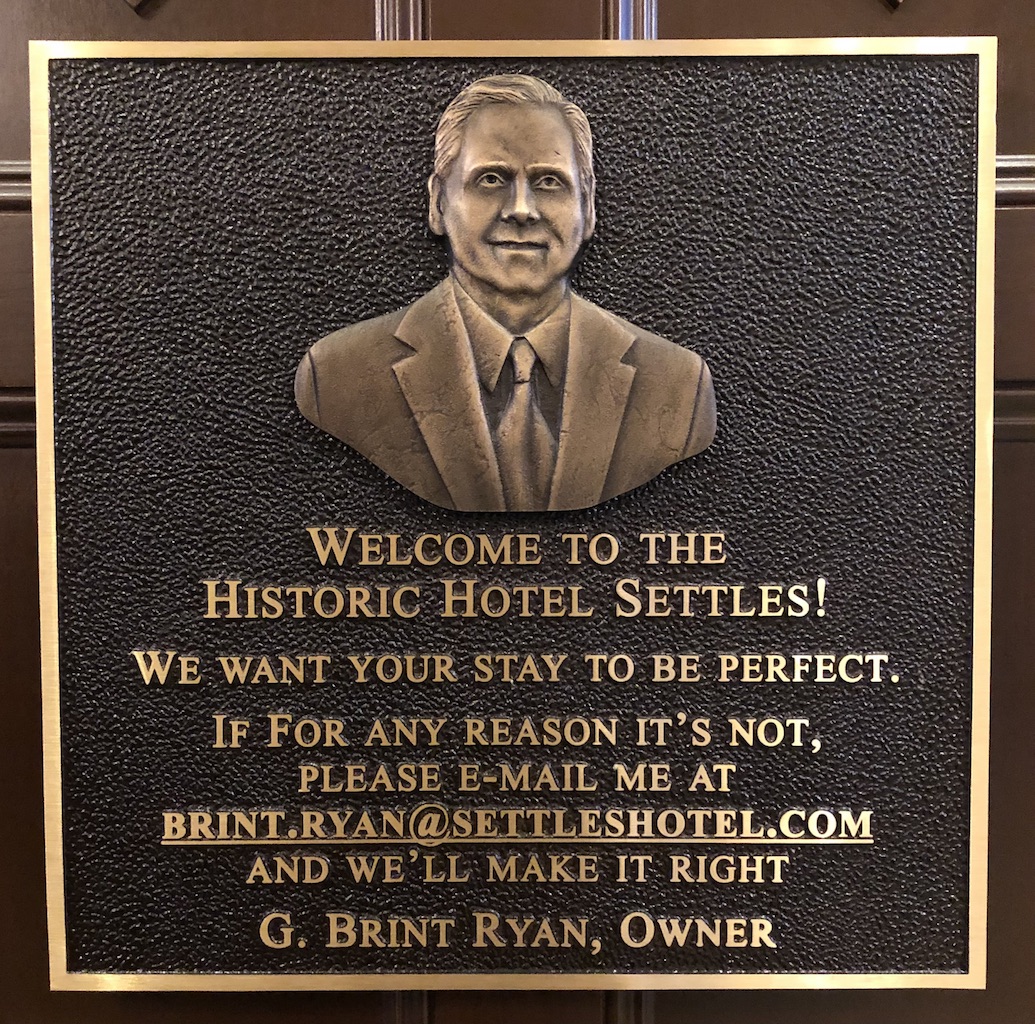 Welcome to the
Historic Hotel Settles!
We want your stay to be perfect.
If For any reason it's not,
please e-mail me at
brint.ryan@settleshotel.com
and we'll make it right
G. Brint Ryan, Owner